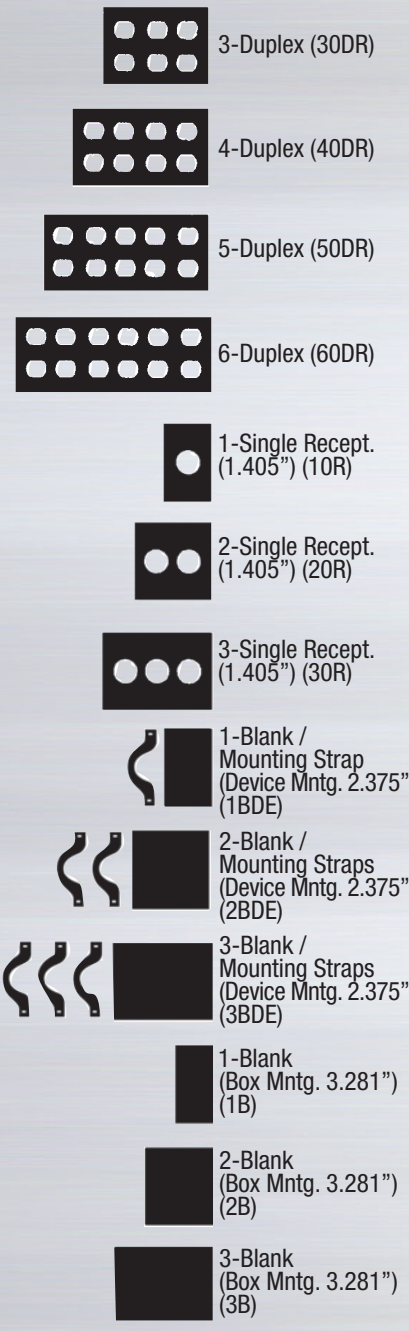 3-Duplex (30DR)
4-Duplex (40DR)
5-Duplex (50DR)
6-Duplex (60DR)
1-Single Recept.
(1.405”) (10R)
2-Single Recept.
(1.405”) (20R)
3-Single Recept.
(1.405”) (30R)
1-Blank /
Mounting Strap
(Device Mntg. 2.375”
(1BDE)
2-Blank /
Mounting Straps
(Device Mntg. 2.375”
(2BDE)
3-Blank /
Mounting Straps
(Device Mntg. 2.375”
(3BDE)
1-Blank
(Box Mntg. 3.281”)
(1B)
2-Blank
(Box Mntg. 3.281”)
(2B)
3-Blank
(Box Mntg. 3.281”)
(3B)